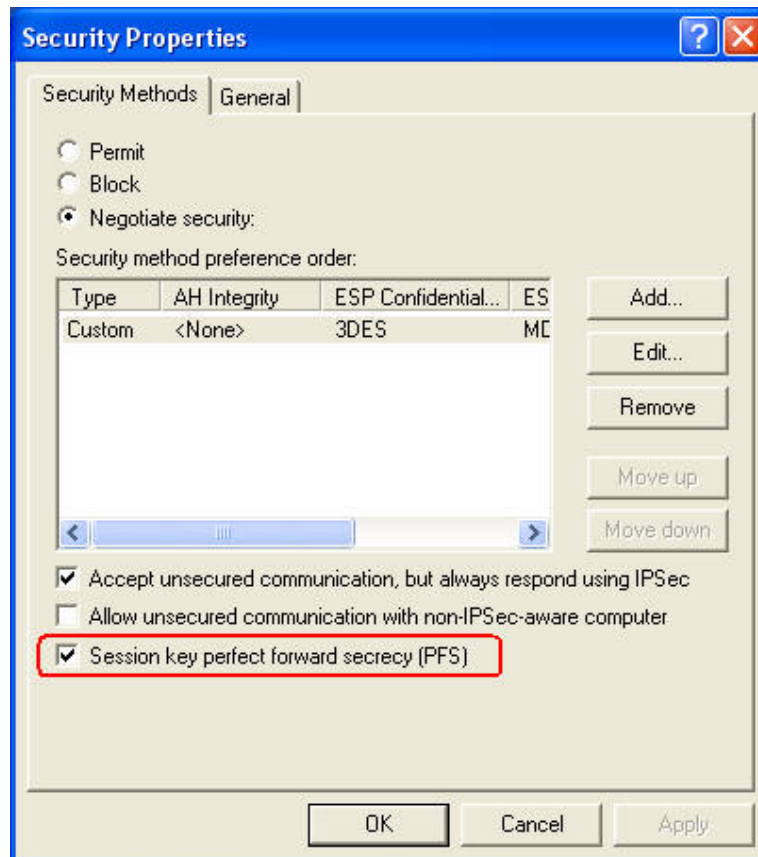 Security Properties
Security Methods
General
Permit
Block
Negotiate security:
Security method preference order:
Type AH Integrity ESP Confidential... ES
Custom <None> 3DES MD
Add...
Edit...
Remove
Move up
Move down
Accept unsecured communication, but always respond using IPSec
Allow unsecured communication with non-IPSec-aware computer
Session key perfect forward secrecy (PFS)
OK Cancel Apply